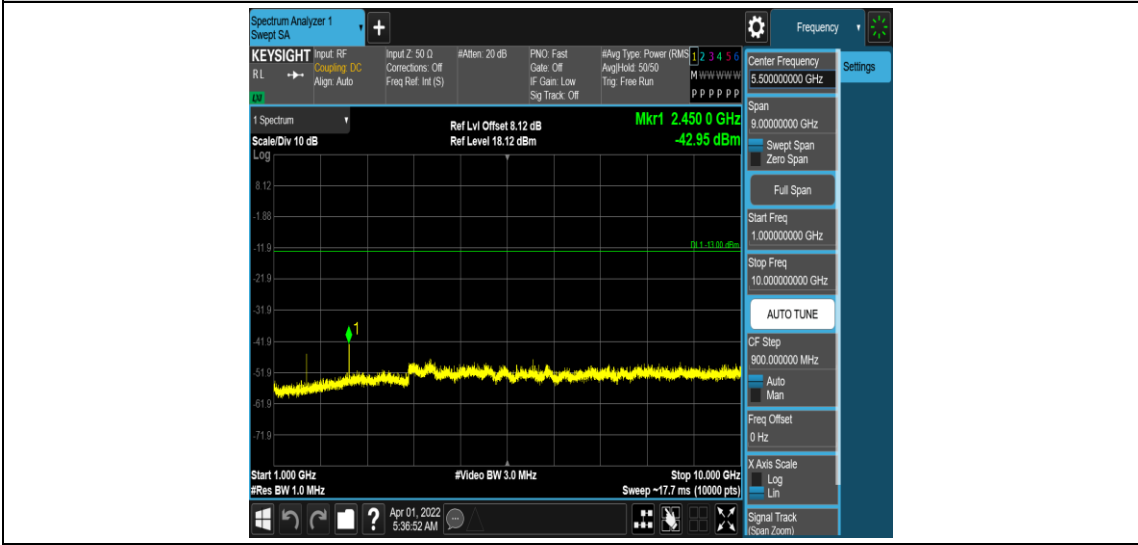 Spectrum Analyzer 1
Swept SA
Frequency
KEYSIGHT
RL
Input: RF
Coupling: DC
Align: Auto
Input Z: 50 Ω
Corrections: Off
Freq Ref: Int (S)
#Atten: 20 dB
PNO: Fast
Gate: Off
IF Gain: Low
Sig Track: Off
#Avg Type: Power (RMS
Avg|Hold: 50/50
Trig: Free Run
1 2 3 4 5 6
M W W W W W
P P P P P P
Center Frequency
5.500000000 GHz
Settings
Span
9.00000000 GHz
Swept Span
Zero Span
Full Span
Start Freq
1.000000000 GHz
Stop Freq
10.000000000 GHz
AUTO TUNE
CF Step
900.000000 MHz
Auto
Man
Freq Offset
0 Hz
X Axis Scale
Log
Lin
Signal Track
(Span Zoom)
1 Spectrum
Scale/Div 10 dB
Log
Ref Lvl Offset 8.12 dB
Ref Level 18.12 dBm
Mkr1 2.450 0 GHz
-42.95 dBm
8.12
-1.88
-11.9
DL1 -13.00 dBm
-21.9
-31.9
1
-41.9
-51.9
-61.9
-71.9
Start 1.000 GHz
#Res BW 1.0 MHz
#Video BW 3.0 MHz
Stop 10.000 GHz
Sweep ~17.7 ms (10000 pts)
?
Apr 01, 2022
5:36:52 AM